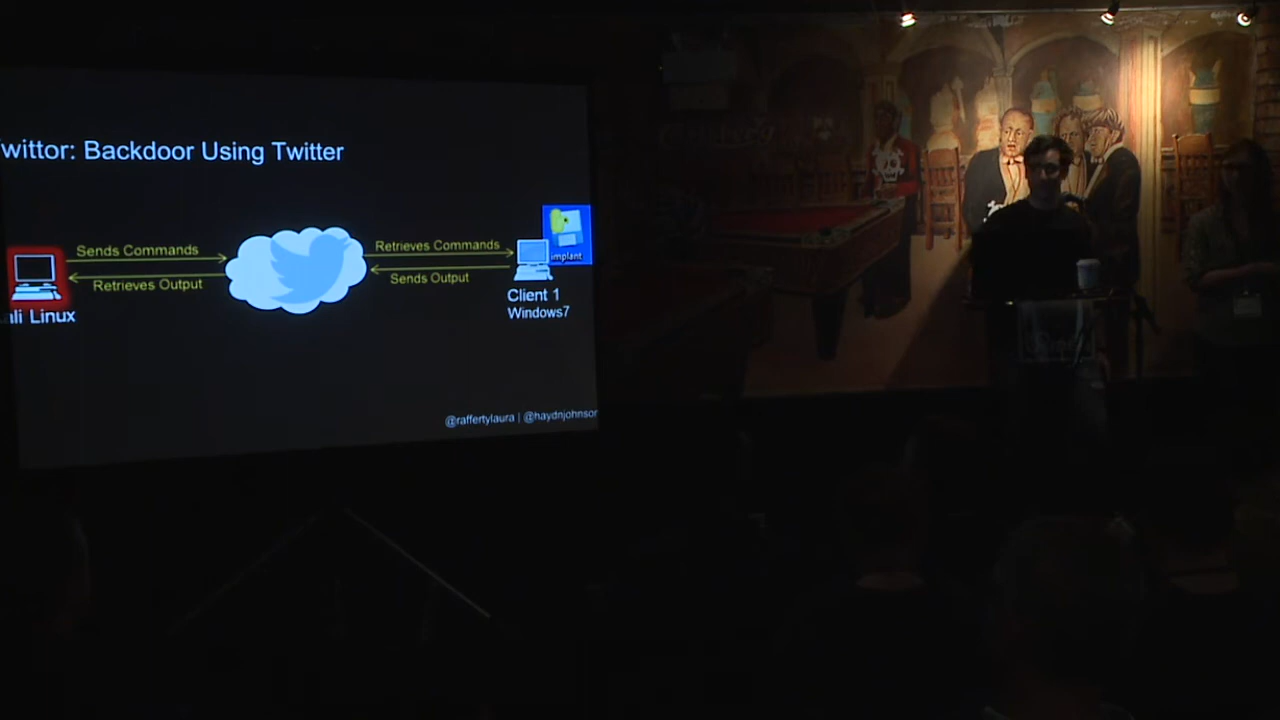 wittor: Backdoor Using Twitter
Sends Commands
Retrieves Output
ali Linux
Retrieves Commands
Sends Output
implant
Client 1
Windows7
@raffertylaura | @haydnjohnson